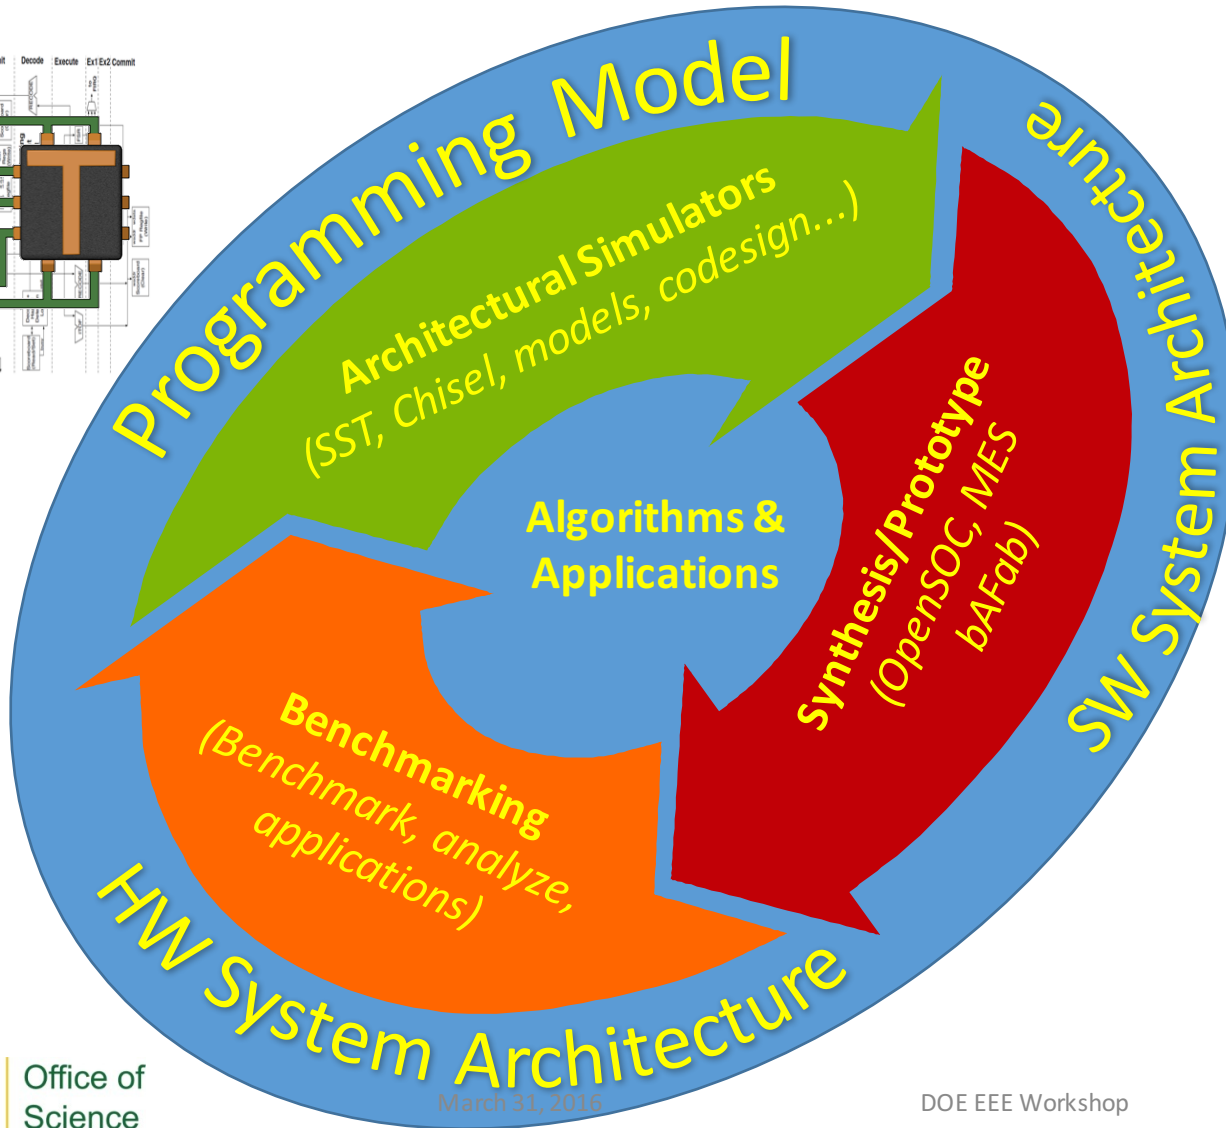 Decode Execute Ex1 Ex2 Commit
Programming Model
SW System Architecture
Architectural Simulators
(SST, Chisel, models, codesign...)
Synthesis/Prototype
(OpenSOC, MES
bAFab)
Algorithms &
Applications
Benchmarking
(Benchmark, analyze,
applications)
HW System Architecture
Office of
Science
March 31, 2016
DOE EEE Workshop